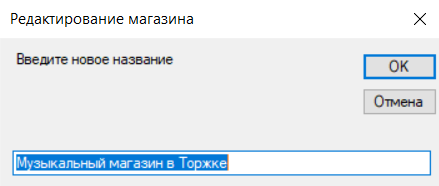 Редактирование магазина
Введите новое название
OK
Отмена
Музыкальный магазин в Торжке